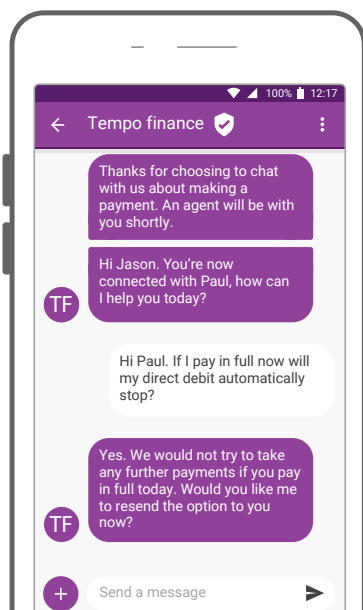 100% 12:17
Tempo finance
Thanks for choosing to chat
with us about making a
payment. An agent will be with
you shortly.
Hi Jason. You’re now
connected with Paul, how can
I help you today?
TF
Hi Paul. If I pay in full now will
my direct debit automatically
stop?
Yes. We would not try to take
any further payments if you pay
in full today. Would you like me
to resend the option to you
now?
TF
Send a message